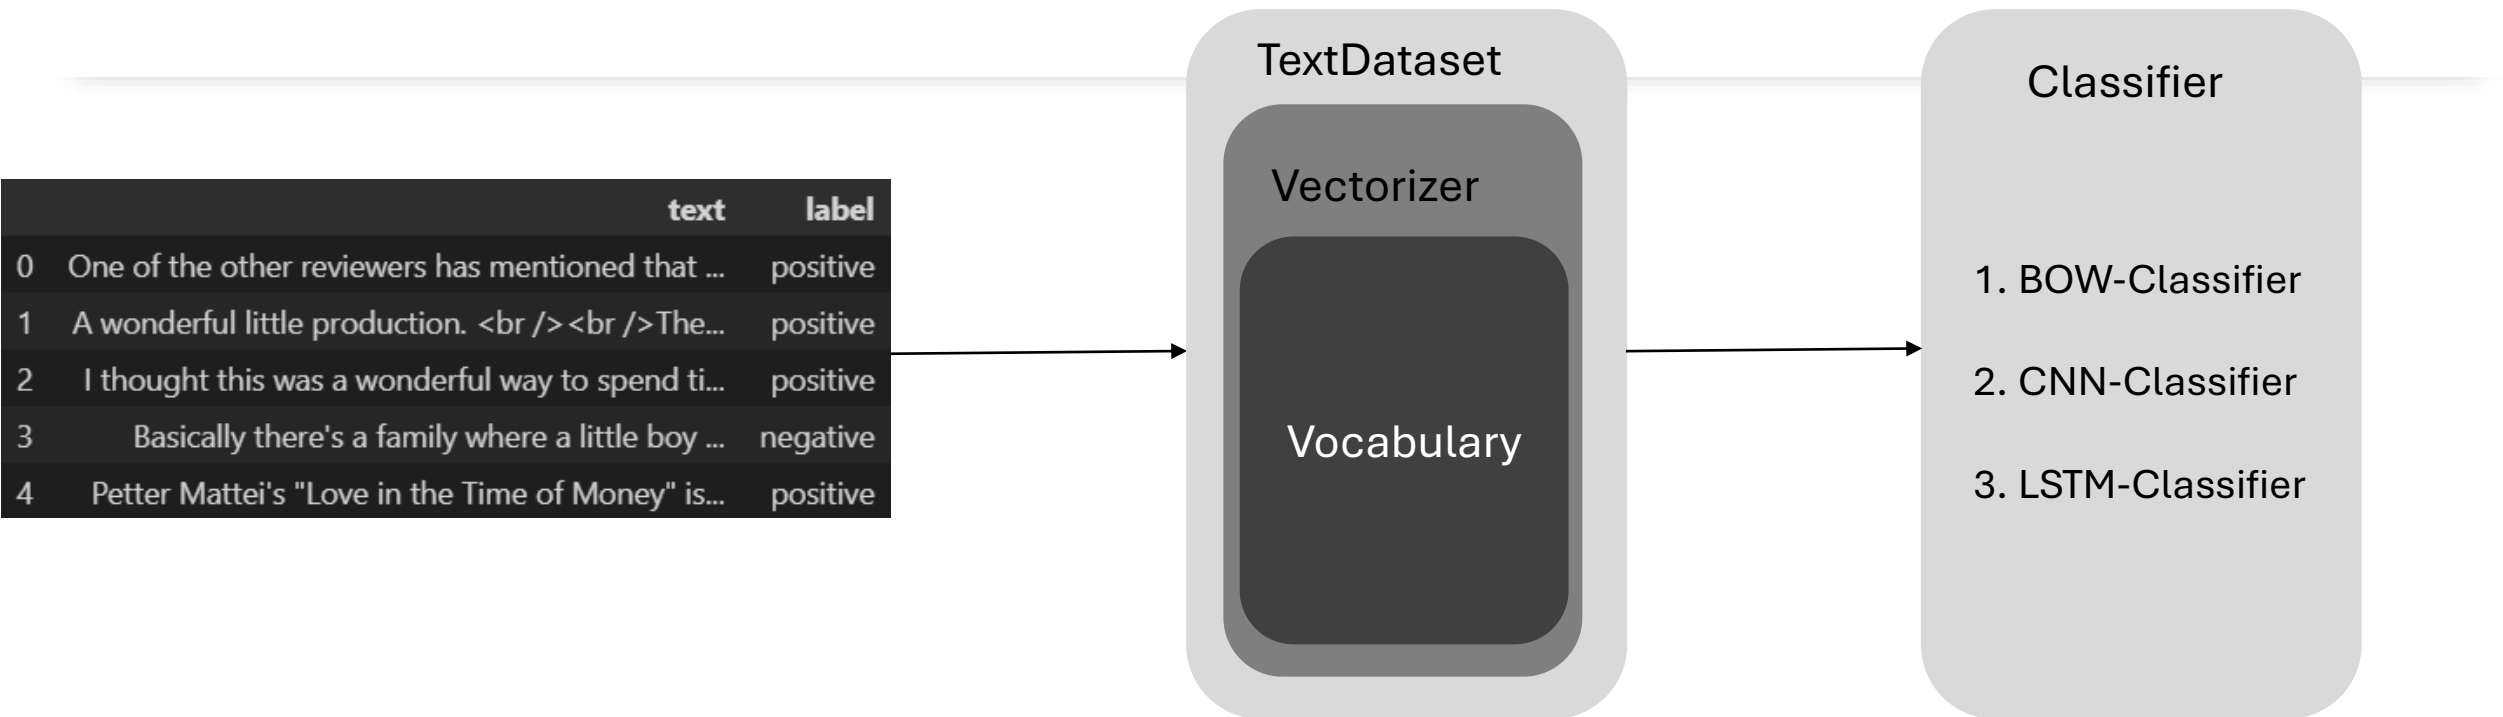 text label
0 One of the other reviewers has mentioned that ... positive
1 A wonderful little production. <br /><br />The... positive
2 I thought this was a wonderful way to spend ti... positive
3 Basically there's a family where a little boy ... negative
4 Petter Mattei's "Love in the Time of Money" is... positive
TextDataset
Vectorizer
Vocabulary
Classifier
1. BOW-Classifier
2. CNN-Classifier
3. LSTM-Classifier